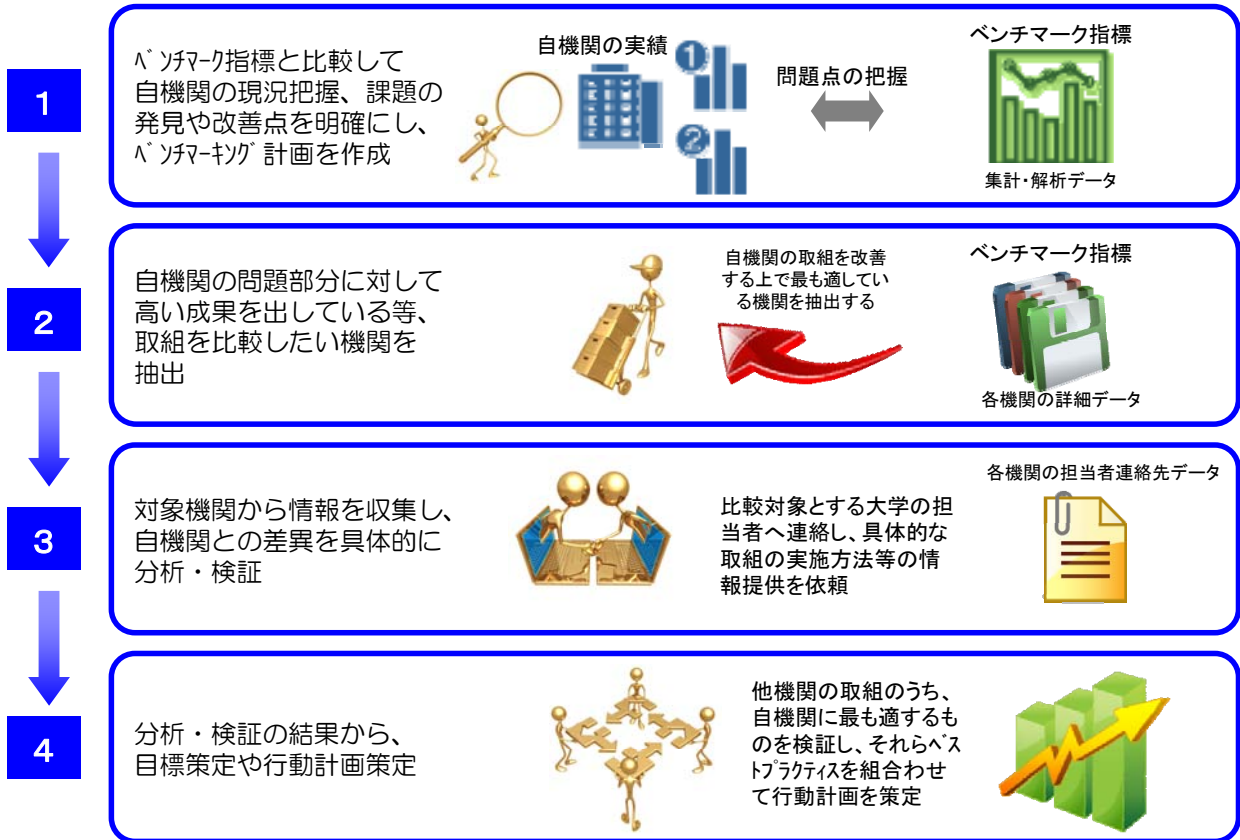 1
ﾍﾞﾝﾁﾏｰｸ指標と比較して
自機関の現況把握、課題の
発見や改善点を明確にし、
ﾍﾞﾝﾁﾏｰｷﾝｸﾞ計画を作成
自機関の実績
1
2
問題点の把握
ベンチマーク指標
集計・解析データ
2
自機関の問題部分に対して
高い成果を出している等、
取組を比較したい機関を
抽出
自機関の取組を改善
する上で最も適してい
る機関を抽出する
ベンチマーク指標
各機関の詳細データ
3
対象機関から情報を収集し、
自機関との差異を具体的に
分析・検証
比較対象とする大学の担
当者へ連絡し、具体的な
取組の実施方法等の情
報提供を依頼
各機関の担当者連絡先データ
4
分析・検証の結果から、
目標策定や行動計画策定
他機関の取組のうち、
自機関に最も適するも
のを検証し、それらﾍﾞｽ
ﾄﾌﾟﾗｸﾃｨｽを組合わせ
て行動計画を策定